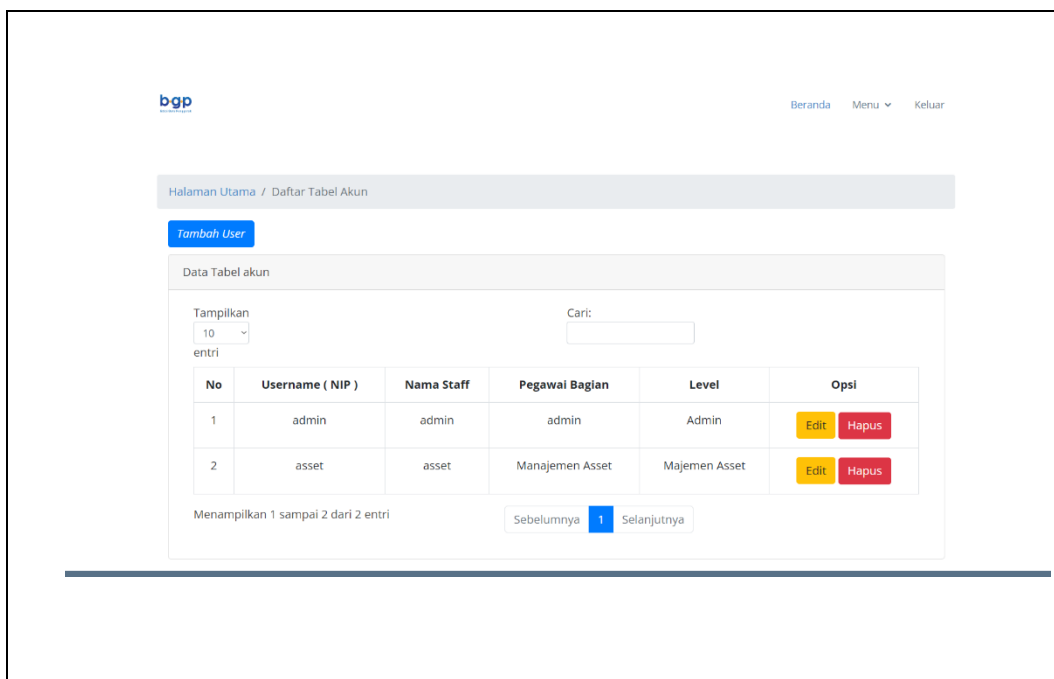 bgp
Beranda Menu Keluar
Halaman Utama / Daftar Tabel Akun
Tambah User
Data Tabel akun
Tampilkan
10
entri
Cari:
No Username ( NIP ) Nama Staff Pegawai Bagian Level Opsi
1 admin admin admin Admin Edit Hapus
2 asset asset Manajemen Asset Majemen Asset Edit Hapus
Menampilkan 1 sampai 2 dari 2 entri
Sebelumnya 1 Selanjutnya